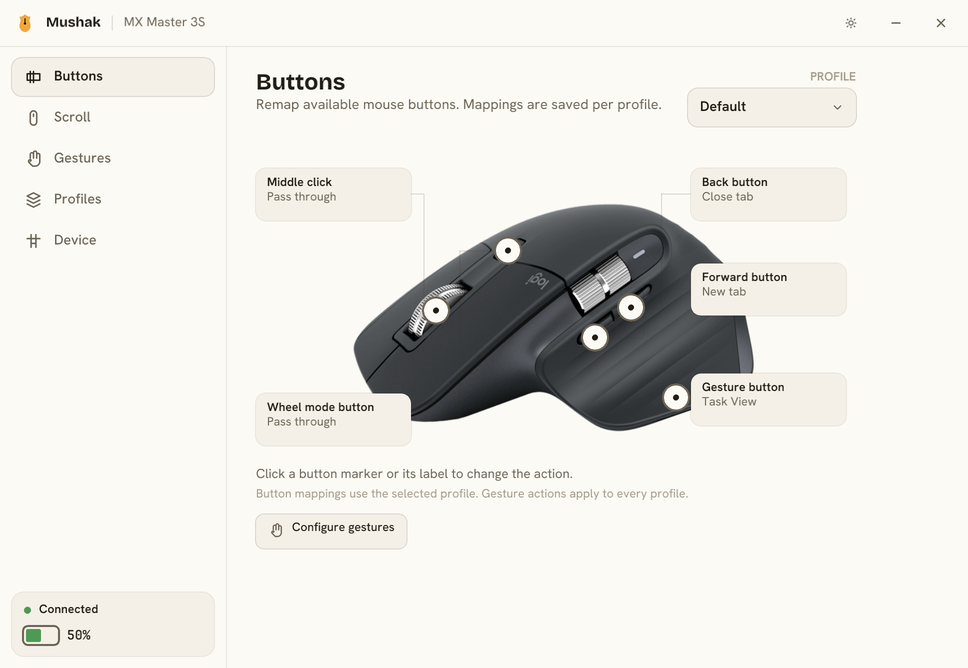 Mushak
MX Master 3S
Buttons
Scroll
Gestures
Profiles
Device
Buttons
Remap available mouse buttons. Mappings are saved per profile.
PROFILE
Default
Middle click
Pass through
Back button
Close tab
logi
Forward button
New tab
Gesture button
Task View
Wheel mode button
Pass through
Click a button marker or its label to change the action.
Button mappings use the selected profile. Gesture actions apply to every profile.
Configure gestures
Connected
50%